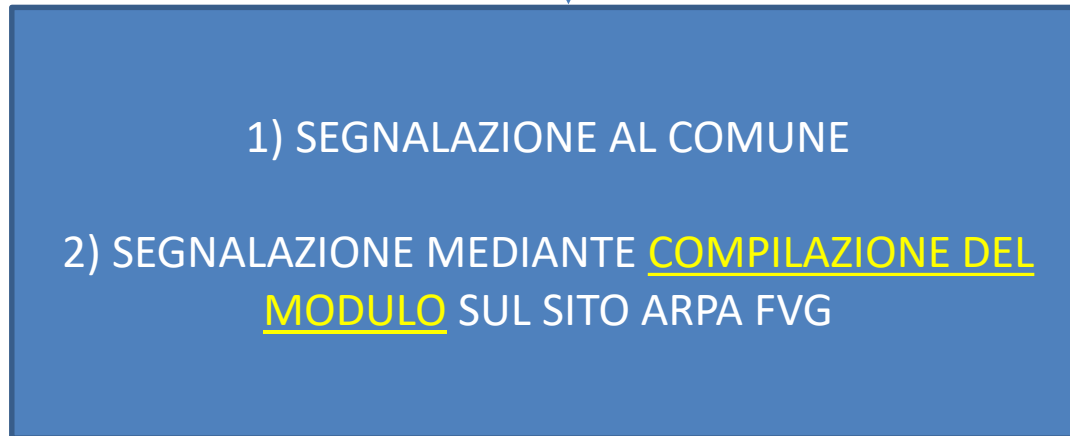 1) SEGNALAZIONE AL COMUNE
2) SEGNALAZIONE MEDIANTE COMPILAZIONE DEL
MODULO SUL SITO ARPA FVG